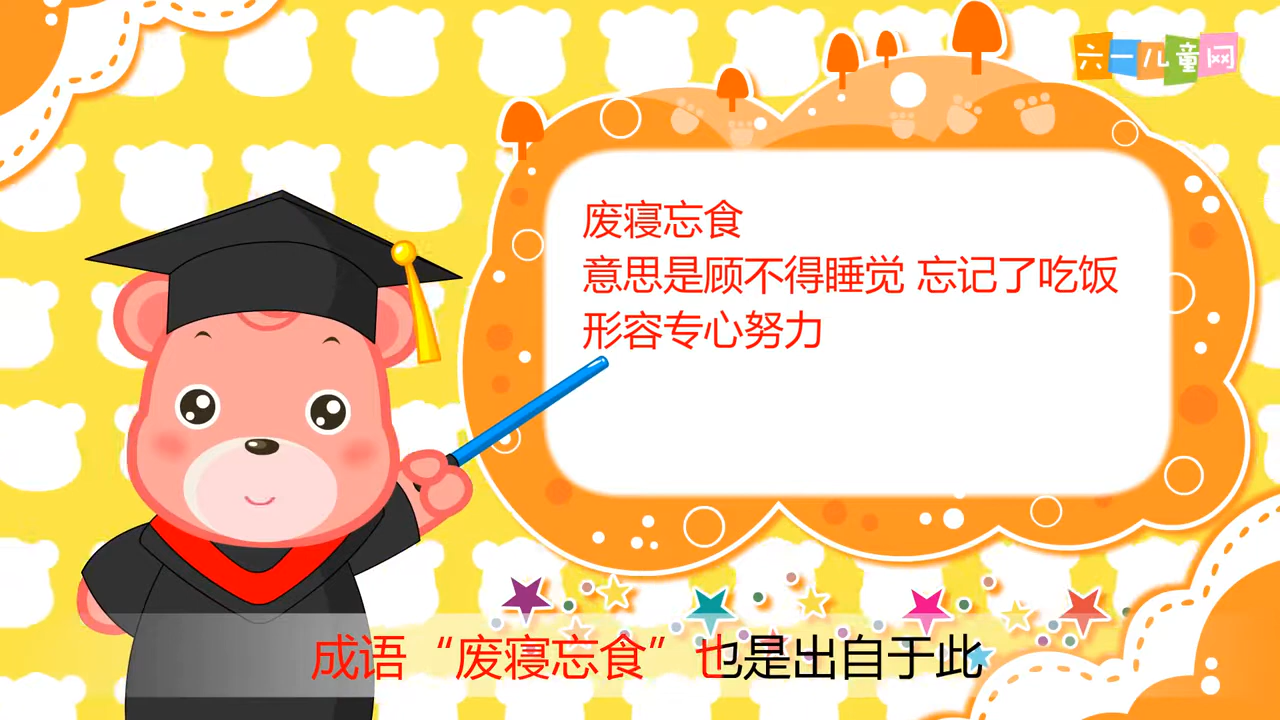 六一儿童网
废寝忘食
意思是顾不得睡觉 忘记了吃饭
形容专心努力
成语“废寝忘食”也是出自于此